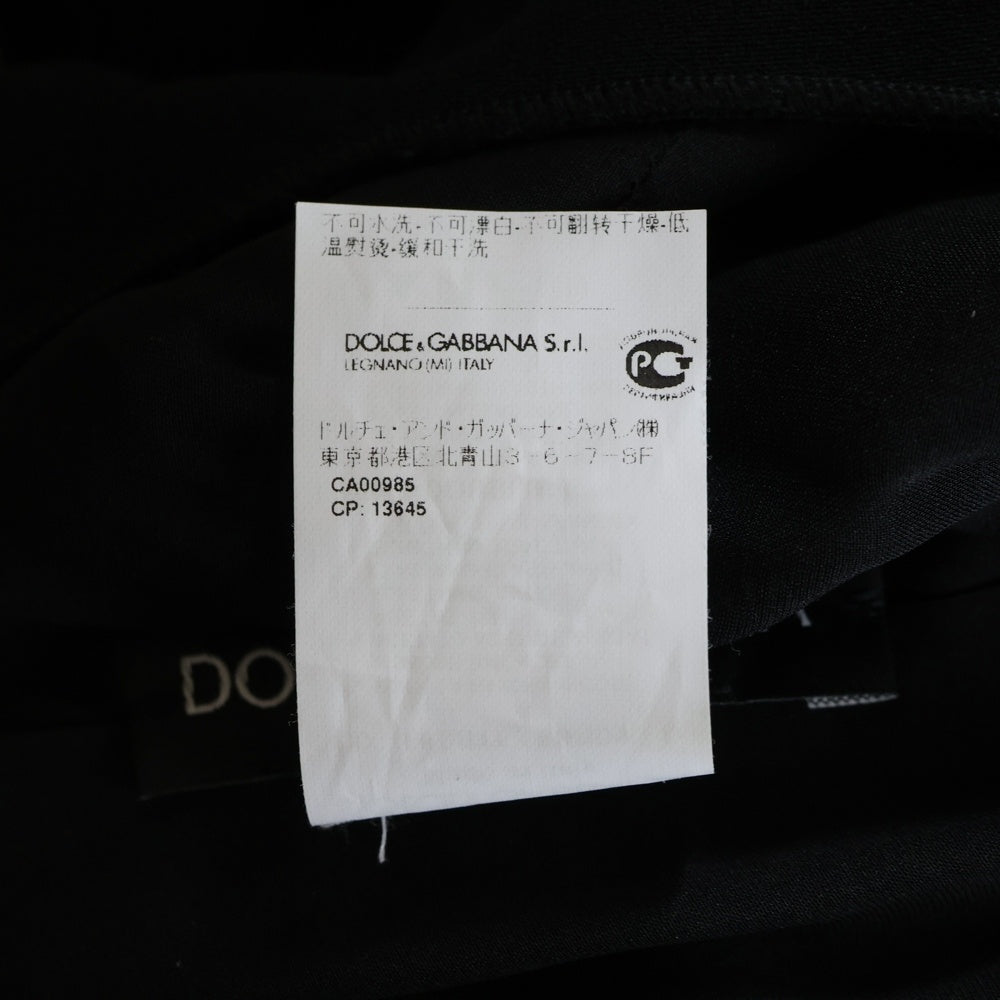 不可水洗-不可漂白-不可翻转干燥-低
温熨烫-缓和干洗
DOLCE & GABBANA S.r.l.
LEGNANO (MI) ITALY
РСТ
ドルチェ・アンド・ガッバーナ・ジャパン㈱
東京都港区北青山3-6-7-8F
CA00985
CP: 13645
DO